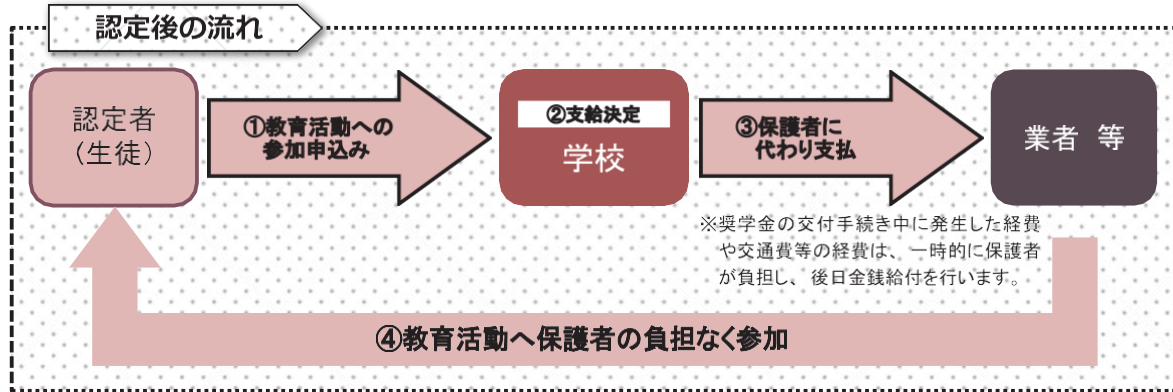 認定後の流れ
認定者
(生徒)
①教育活動への
参加申込み
②支給決定
学校
③保護者に
代わり支払
業者 等
※奨学金の交付手続き中に発生した経費
や交通費等の経費は、一時的に保護者
が負担し、後日金銭給付を行います。
④教育活動へ保護者の負担なく参加